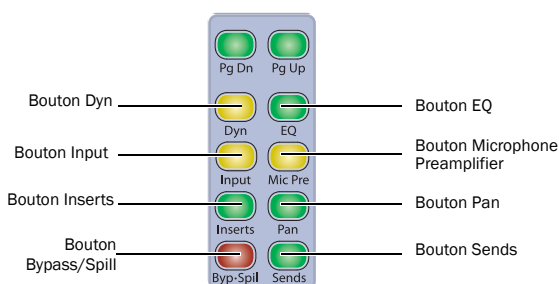 Pg Dn Pg Up
Bouton Dyn
Bouton EQ
Dyn EQ
Bouton Input
Bouton Microphone
Preamplifier
Input Mic Pre
Bouton Inserts
Bouton Pan
Inserts Pan
Bouton
Bypass/Spill
Bouton Sends
Byp•Spil Sends